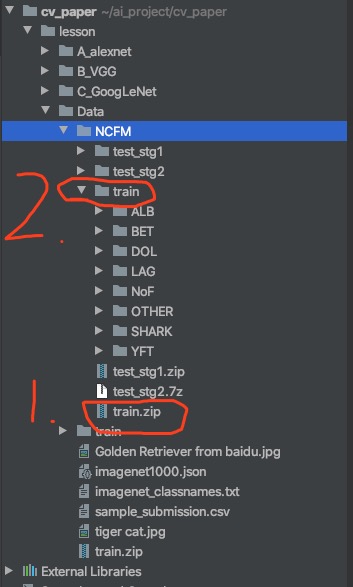 cv_paper ~/ai_project/cv_paper
lesson
A_alexnet
B_VGG
C_GoogLeNet
Data
NCFM
test_stg1
test_stg2
2. train
ALB
BET
DOL
LAG
NoF
OTHER
SHARK
YFT
test_stg1.zip
test_stg2.7z
1. train.zip
train
Golden Retriever from baidu.jpg
imagenet1000.json
imagenet_classnames.txt
sample_submission.csv
tiger cat.jpg
train.zip
External Libraries